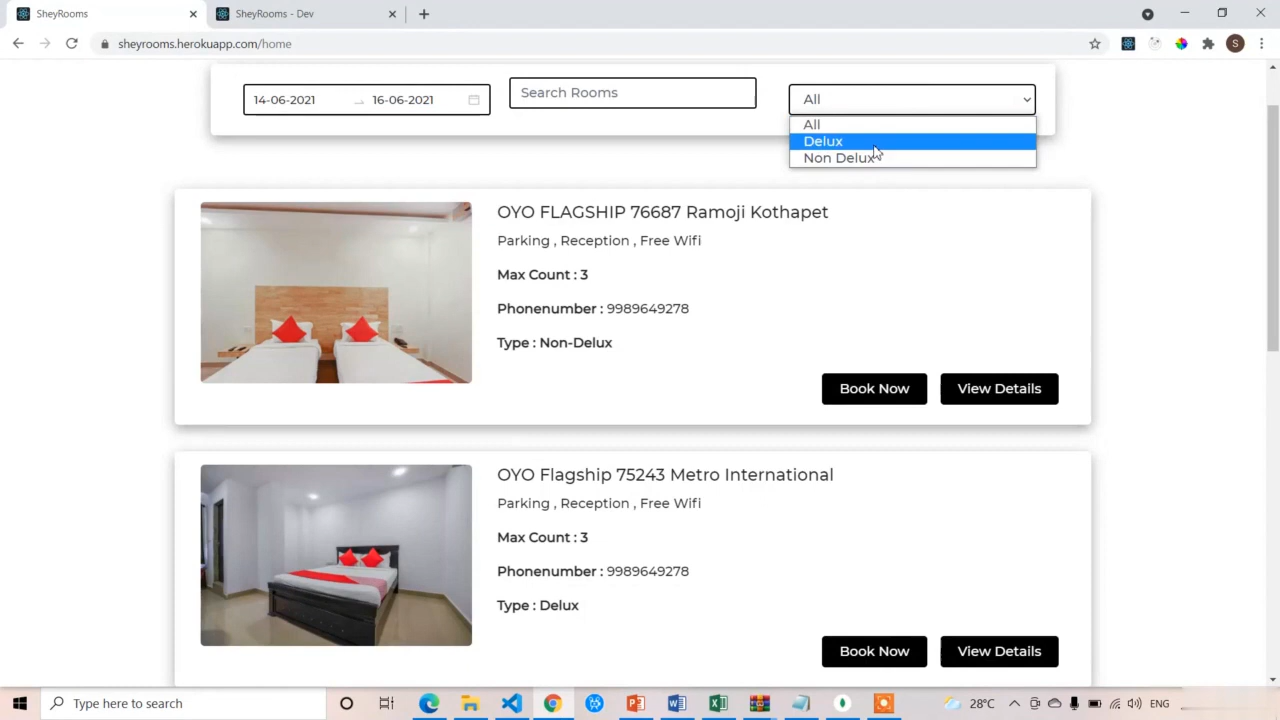 SheyRooms
SheyRooms - Dev
sheyrooms.herokuapp.com/home
S
14-06-2021 → 16-06-2021
Search Rooms
All
All
Delux
Non Delux
OYO FLAGSHIP 76687 Ramoji Kothapet
Parking , Reception , Free Wifi
Max Count : 3
Phonenumber : 9989649278
Type : Non-Delux
Book Now
View Details
OYO Flagship 75243 Metro International
Parking , Reception , Free Wifi
Max Count : 3
Phonenumber : 9989649278
Type : Delux
Book Now
View Details
Type here to search
28°C
ENG